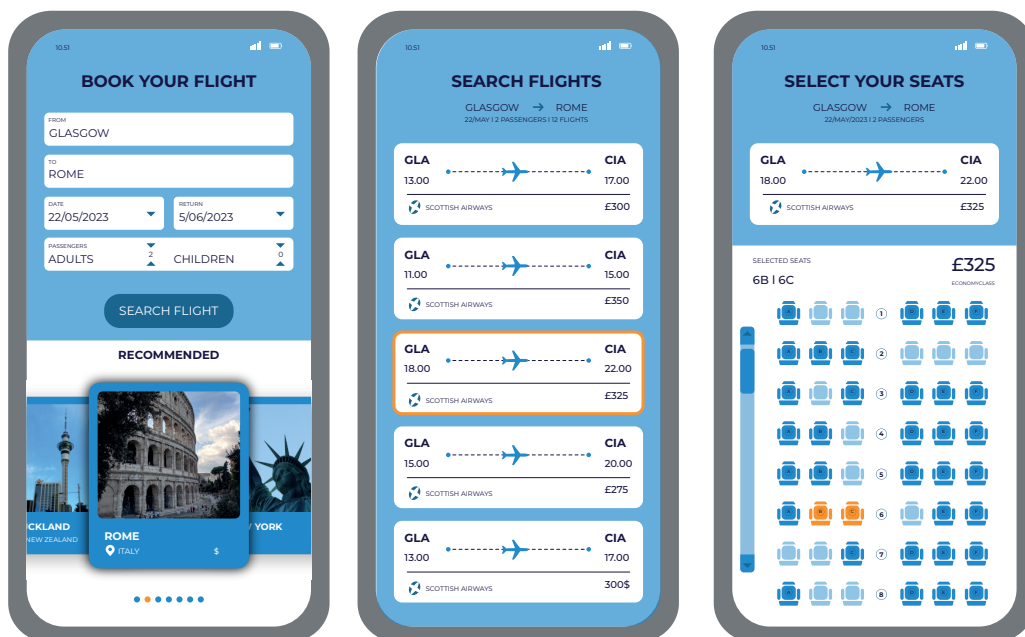 10.51
BOOK YOUR FLIGHT
FROM
GLASGOW
TO
ROME
DATE
22/05/2023
RETURN
5/06/2023
PASSENGERS
ADULTS 2 CHILDREN 0
SEARCH FLIGHT
RECOMMENDED
CKLAND
NEW ZEALAND
ROME
ITALY $
YORK
10.51
SEARCH FLIGHTS
GLASGOW → ROME
22/MAY I 2 PASSENGERS I 12 FLIGHTS
GLA CIA
13.00 17.00
SCOTTISH AIRWAYS £300
GLA CIA
11.00 15.00
SCOTTISH AIRWAYS £350
GLA CIA
18.00 22.00
SCOTTISH AIRWAYS £325
GLA CIA
15.00 20.00
SCOTTISH AIRWAYS £275
GLA CIA
13.00 17.00
SCOTTISH AIRWAYS 300$
10.51
SELECT YOUR SEATS
GLASGOW → ROME
22/MAY/2023 I 2 PASSENGERS
GLA CIA
18.00 22.00
SCOTTISH AIRWAYS £325
SELECTED SEATS
6B I 6C
£325
ECONOMYCLASS
A 1 D E F
A B C 2
A C 3 D E F
A B 4 D E F
A B 5 D E F
A B C 6 E F
C 7 D E F
A 8 D E F